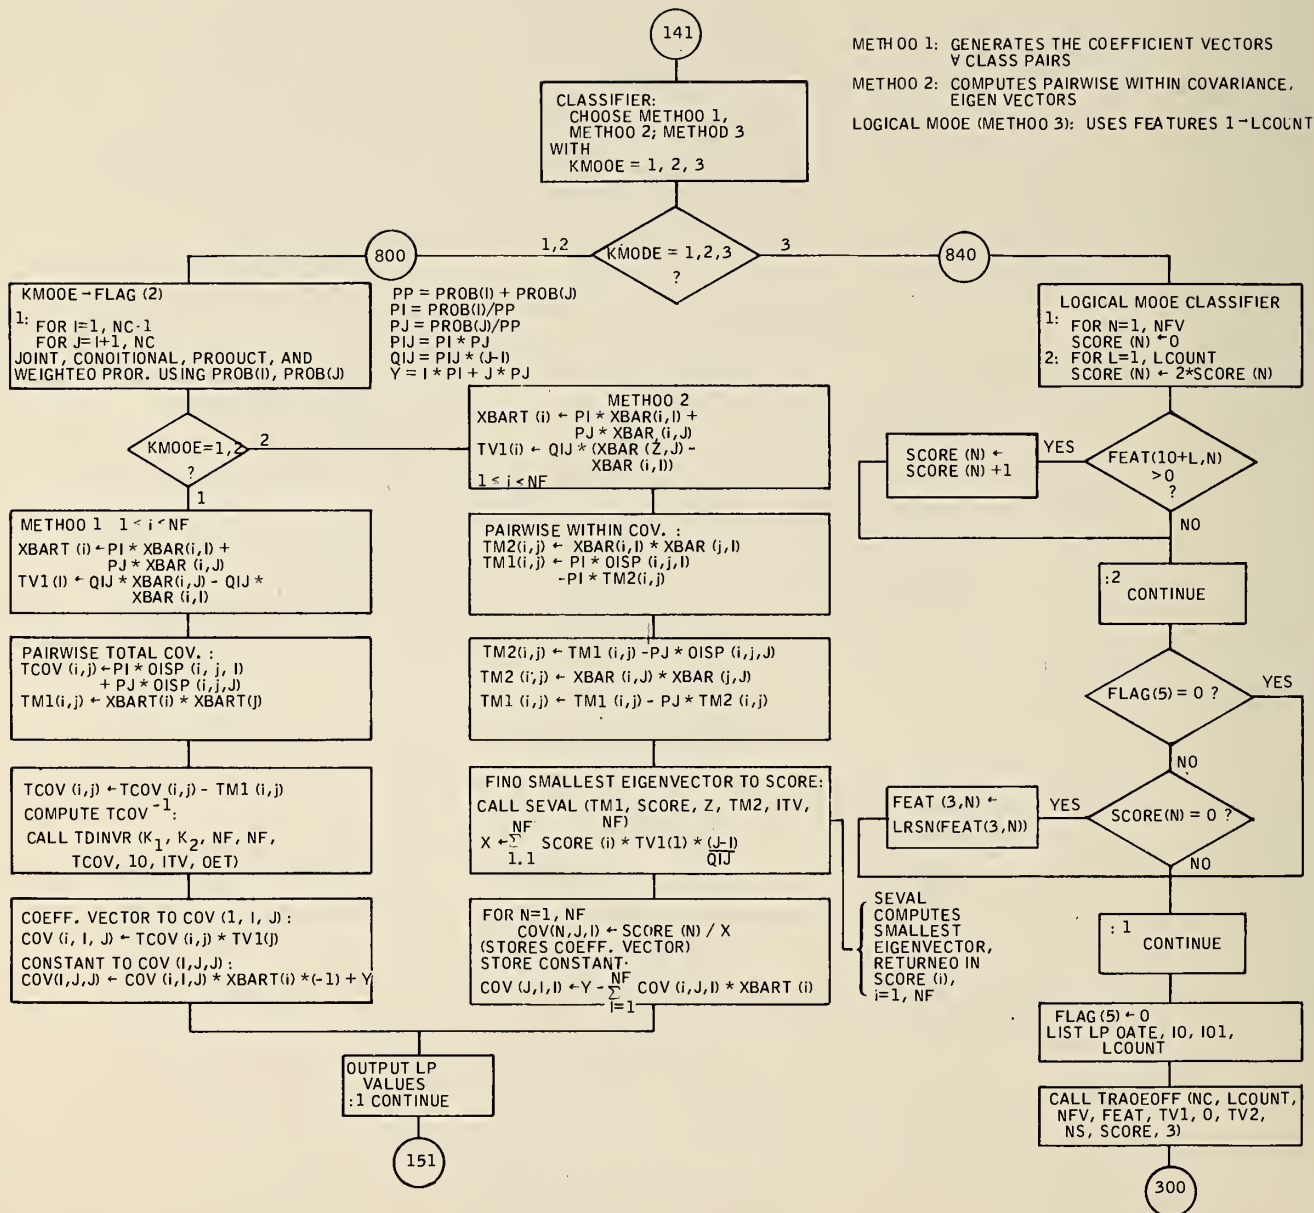 141
METHOO 1: GENERATES THE COEFFICIENT VECTORS
∀ CLASS PAIRS
METHOO 2: COMPUTES PAIRWISE WITHIN COVARIANCE,
EIGEN VECTORS
LOGICAL MOOE (METHOO 3): USES FEATURES 1→LCOUNT
CLASSIFIER:
CHOOSE METHOO 1,
METHOO 2; METHOD 3
WITH
KMOOE = 1, 2, 3
KMODE = 1,2,3
?
1,2
3
800
840
KMOOE→FLAG (2)
1:
FOR I=1, NC-1
FOR J=I+1, NC
JOINT, CONOITIONAL, PROOUCT, AND
WEIGHTEO PROR. USING PROB(I), PROB(J)
PP = PROB(I) + PROB(J)
PI = PROB(I)/PP
PJ = PROB(J)/PP
PIJ = PI * PJ
QIJ = PIJ * (J-I)
Y = I * PI + J * PJ
KMOOE=1,2
?
2
1
METHOO 1 1 ≤ i ≤ NF
XBART (i) ←PI * XBAR(i,I) +
PJ * XBAR (i,J)
TV1(I) ← QIJ * XBAR(i,J) - QIJ *
XBAR (i,I)
PAIRWISE TOTAL COV. :
TCOV (i,j) ←PI * OISP (i, j, I)
+ PJ * OISP (i,j,J)
TM1(i,j) ← XBART(i) * XBART(J)
TCOV (i,j) ←TCOV (i,j) - TM1 (i,j)
COMPUTE TCOV⁻¹:
CALL TDINVR (K₁, K₂, NF, NF,
TCOV, 10, ITV, OET)
COEFF. VECTOR TO COV (1, I, J) :
COV (i, I, J) ← TCOV (i,j) * TV1(j)
CONSTANT TO COV (I,J,J) :
COV(I,J,J) ← COV (i,I,J) * XBART(i) *(-1) + Y
METHOO 2
XBART (i) ← PI * XBAR(i,I) +
PJ * XBAR (i,J)
TV1(i) ← QIJ * (XBAR (Z,J) -
XBAR (i,I))
1 ≤ i ≤ NF
PAIRWISE WITHIN COV. :
TM2(i,j) ← XBAR(i,I) * XBAR (j,I)
TM1(i,j) ← PI * OISP (i,j,I)
-PI * TM2(i,j)
TM2(i,j) ← TM1 (i,j) -PJ * OISP (i,j,J)
TM2 (i,j) ← XBAR (i,J) * XBAR (j,J)
TM1 (i,j) ← TM1 (i,j) - PJ * TM2 (i,j)
FINO SMALLEST EIGENVECTOR TO SCORE:
CALL SEVAL (TM1, SCORE, Z, TM2, ITV,
NF)
NF
X ←Σ SCORE (i) * TV1(1) * (J-I)
1.1 QIJ
FOR N=1, NF
COV(N,J,I) ←SCORE (N) / X
(STORES COEFF. VECTOR)
STORE CONSTANT·
NF
COV (J,I,I) ←Y - Σ COV (i,J,I) * XBART (i)
I=1
SEVAL
COMPUTES
SMALLEST
EIGENVECTOR,
RETURNEO IN
SCORE (i),
i=1, NF
OUTPUT LP
VALUES
:1 CONTINUE
151
LOGICAL MOOE CLASSIFIER
1:
FOR N=1, NFV
SCORE (N) ←0
2: FOR L=1, LCOUNT
SCORE (N) ← 2*SCORE (N)
FEAT(10+L,N)
>0
?
YES
SCORE (N) ←
SCORE (N) +1
NO
:2
CONTINUE
FLAG(5) = 0 ?
YES
NO
SCORE(N) = 0 ?
YES
FEAT (3,N) ←
LRSN(FEAT(3,N))
NO
: 1
CONTINUE
FLAG (5) ← 0
LIST LP OATE, IO, IO1,
LCOUNT
CALL TRAOEOFF (NC, LCOUNT,
NFV, FEAT, TV1, 0, TV2,
NS, SCORE, 3)
300